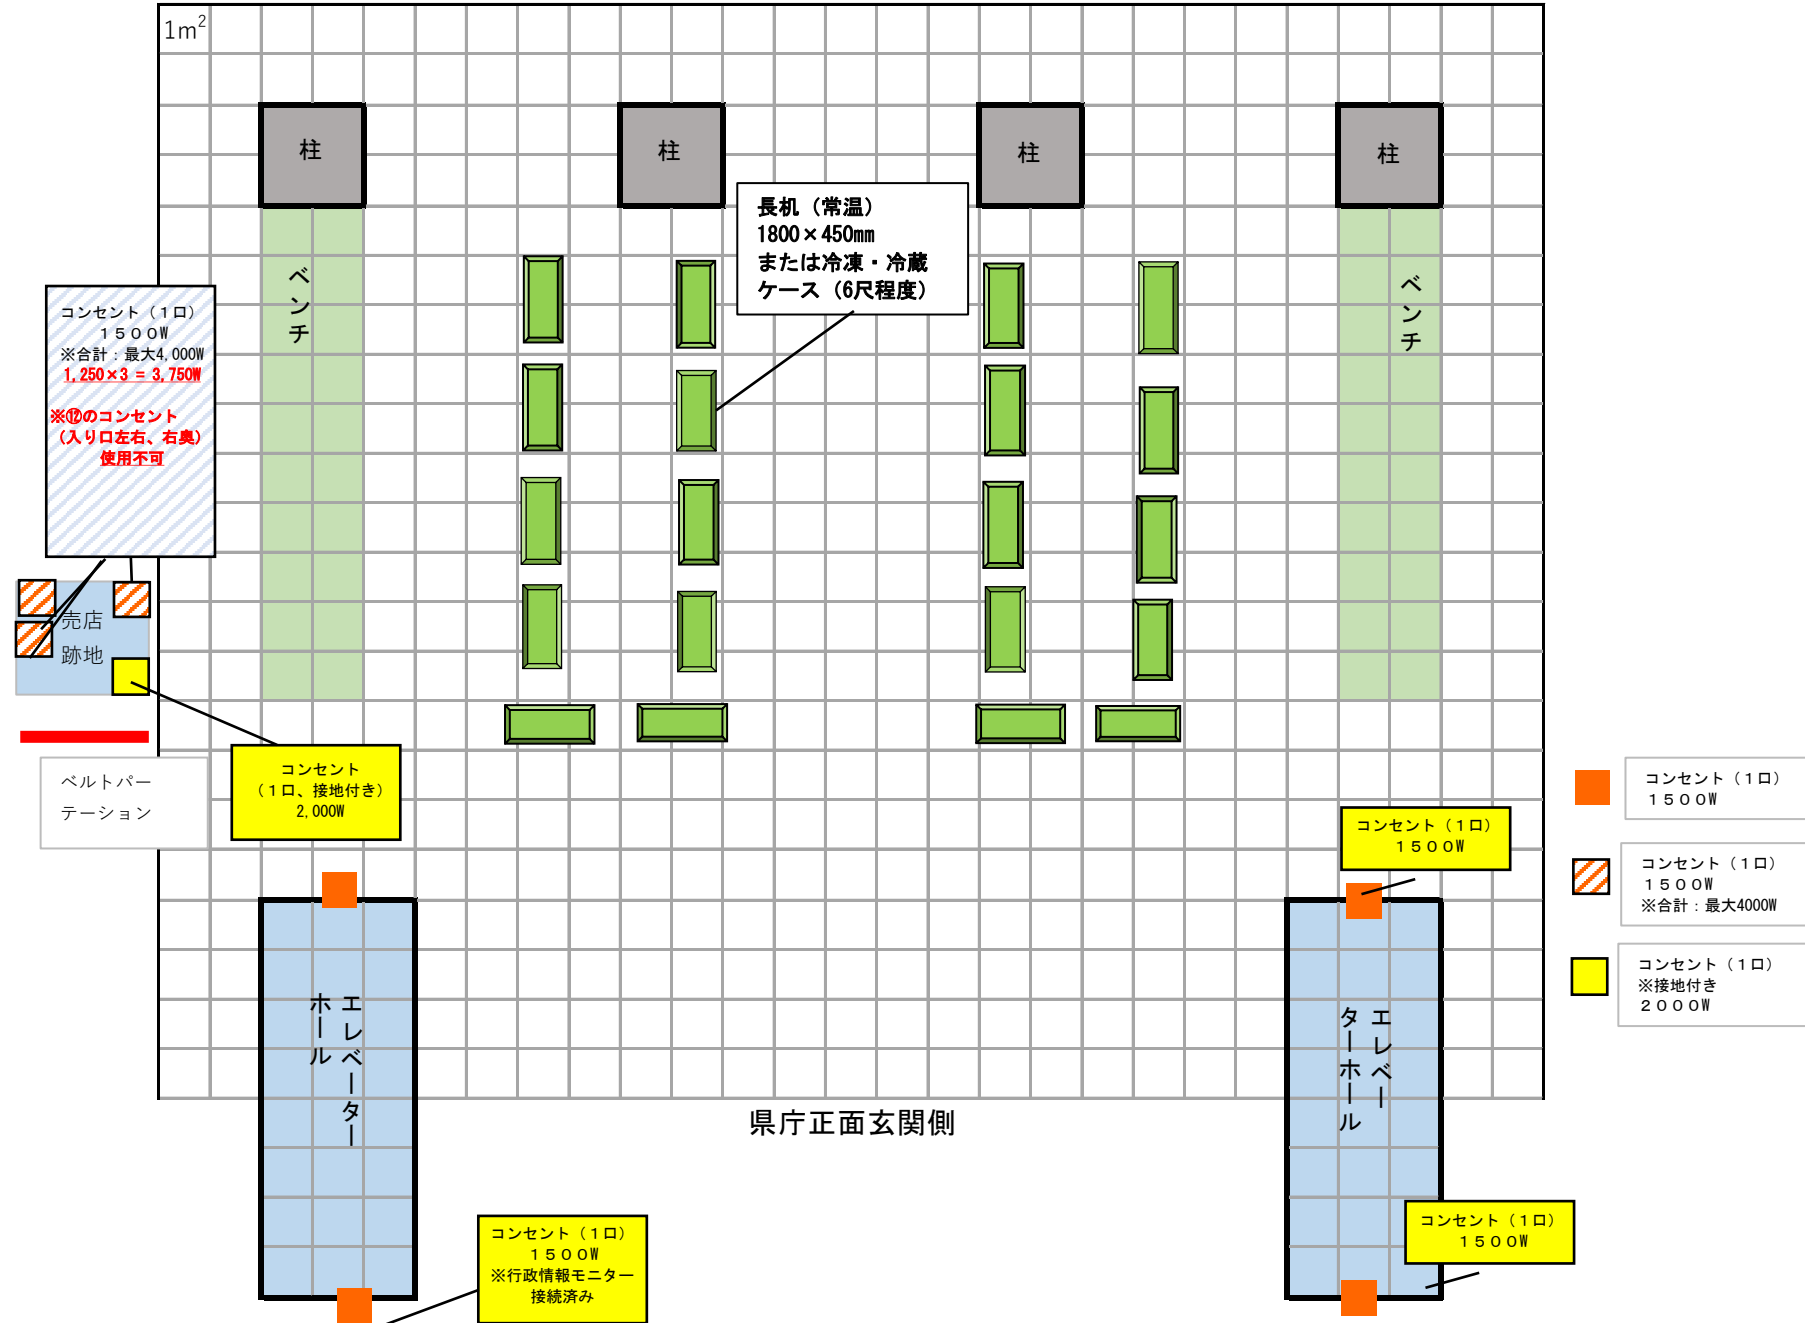 1m²
柱
柱
柱
柱
長机（常温）
1800×450㎜
または冷凍・冷蔵
ケース（6尺程度）
ベンチ
ベンチ
コンセント（1口）
１５００W
※合計：最大4,000W
1,250×3 = 3,750W
※⑫のコンセント
（入り口左右、右奥）
使用不可
売店
跡地
ベルトパー
テーション
コンセント
（1口、接地付き）
2,000W
コンセント（1口）
１５００W
コンセント（1口）
１５００W
コンセント（1口）
１５００W
※合計：最大4000W
コンセント（1口）
※接地付き
２０００W
エレベーター
ホール
エレベー
ターホール
県庁正面玄関側
コンセント（1口）
１５００W
※行政情報モニター
接続済み
コンセント（1口）
１５００W